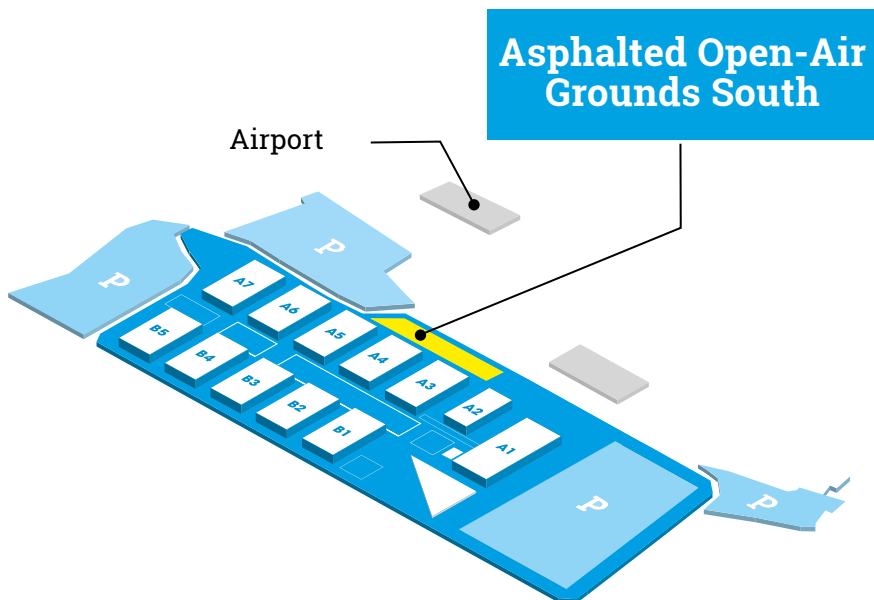 Asphalted Open-Air
Grounds South
Airport
P
P
A7
A6
A5
A4
A3
A2
A1
B5
B4
B3
B2
B1
P
P